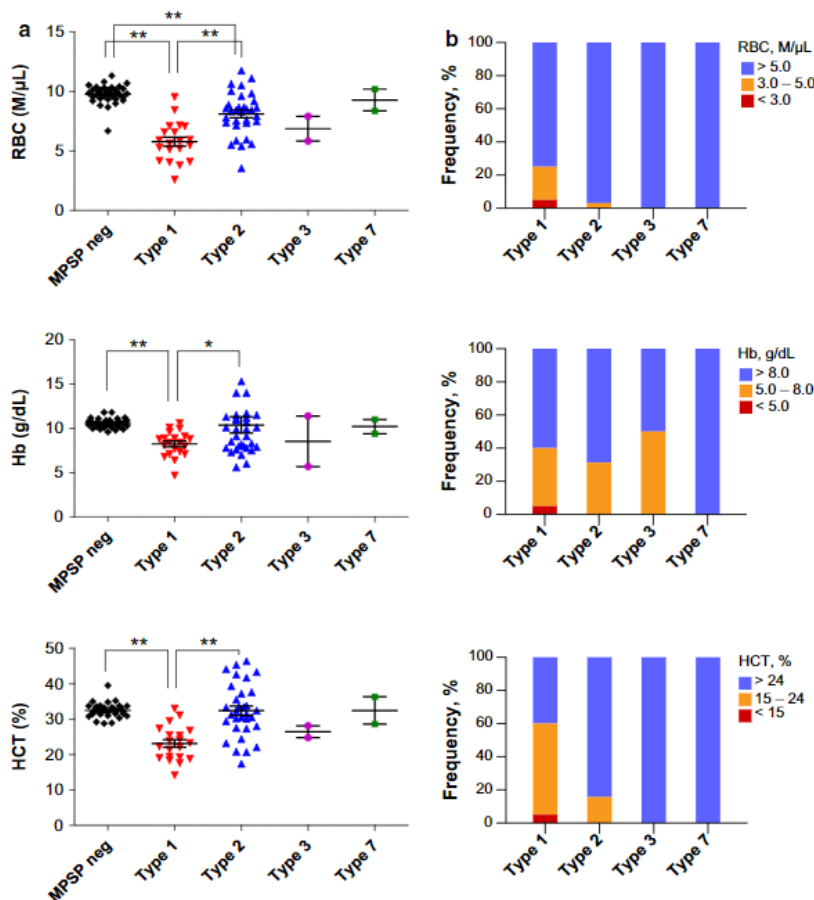 a
b
**
**
**
15
10
5
0
RBC (M/μL)
MPSP neg
Type 1
Type 2
Type 3
Type 7
100
80
60
40
20
0
Frequency, %
Type 1
Type 2
Type 3
Type 7
RBC, M/μL
> 5.0
3.0 – 5.0
< 3.0
**
*
20
15
10
5
0
Hb (g/dL)
MPSP neg
Type 1
Type 2
Type 3
Type 7
100
80
60
40
20
0
Frequency, %
Type 1
Type 2
Type 3
Type 7
Hb, g/dL
> 8.0
5.0 – 8.0
< 5.0
**
**
50
40
30
20
10
0
HCT (%)
MPSP neg
Type 1
Type 2
Type 3
Type 7
100
80
60
40
20
0
Frequency, %
Type 1
Type 2
Type 3
Type 7
HCT, %
> 24
15 – 24
< 15